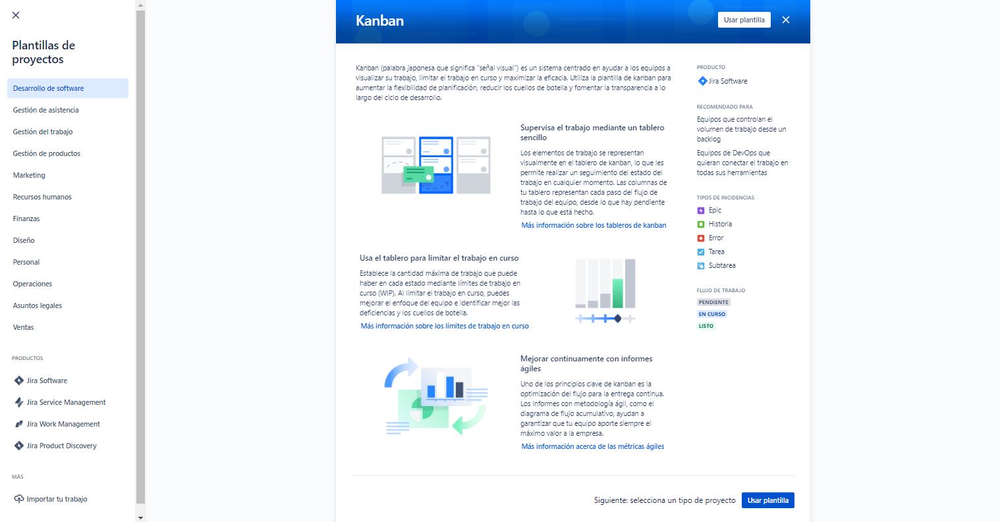 Plantillas de
proyectos
Desarrollo de software
Gestión de asistencia
Gestión del trabajo
Gestión de productos
Marketing
Recursos humanos
Finanzas
Diseño
Personal
Operaciones
Asuntos legales
Ventas
PRODUCTOS
Jira Software
Jira Service Management
Jira Work Management
Jira Product Discovery
MÁS
Importar tu trabajo
Kanban
Usar plantilla
Kanban (palabra japonesa que significa "señal visual") es un sistema centrado en ayudar a los equipos a
visualizar su trabajo, limitar el trabajo en curso y maximizar la eficacia. Utiliza la plantilla de kanban para
aumentar la flexibilidad de planificación, reducir los cuellos de botella y fomentar la transparencia a lo
largo del ciclo de desarrollo.
Supervisa el trabajo mediante un tablero
sencillo
Los elementos de trabajo se representan
visualmente en el tablero de kanban, lo que les
permite realizar un seguimiento del estado del
trabajo en cualquier momento. Las columnas de
tu tablero representan cada paso del flujo de
trabajo del equipo, desde lo que hay pendiente
hasta lo que está hecho.
Más información sobre los tableros de kanban
Usa el tablero para limitar el trabajo en curso
Establece la cantidad máxima de trabajo que puede
haber en cada estado mediante límites de trabajo en
curso (WIP). Al limitar el trabajo en curso, puedes
mejorar el enfoque del equipo e identificar mejor las
deficiencias y los cuellos de botella.
Más información sobre los límites de trabajo en curso
Mejorar continuamente con informes
ágiles
Uno de los principios clave de kanban es la
optimización del flujo para la entrega continua.
Los informes con metodología ágil, como el
diagrama de flujo acumulativo, ayudan a
garantizar que tu equipo aporte siempre el
máximo valor a la empresa.
Más información acerca de las métricas ágiles
PRODUCTO
Jira Software
RECOMENDADO PARA
Equipos que controlan el
volumen de trabajo desde un
backlog
Equipos de DevOps que
quieran conectar el trabajo en
todas sus herramientas
TIPOS DE INCIDENCIAS
Epic
Historia
Error
Tarea
Subtarea
FLUJO DE TRABAJO
PENDIENTE
EN CURSO
LISTO
Siguiente: selecciona un tipo de proyecto
Usar plantilla